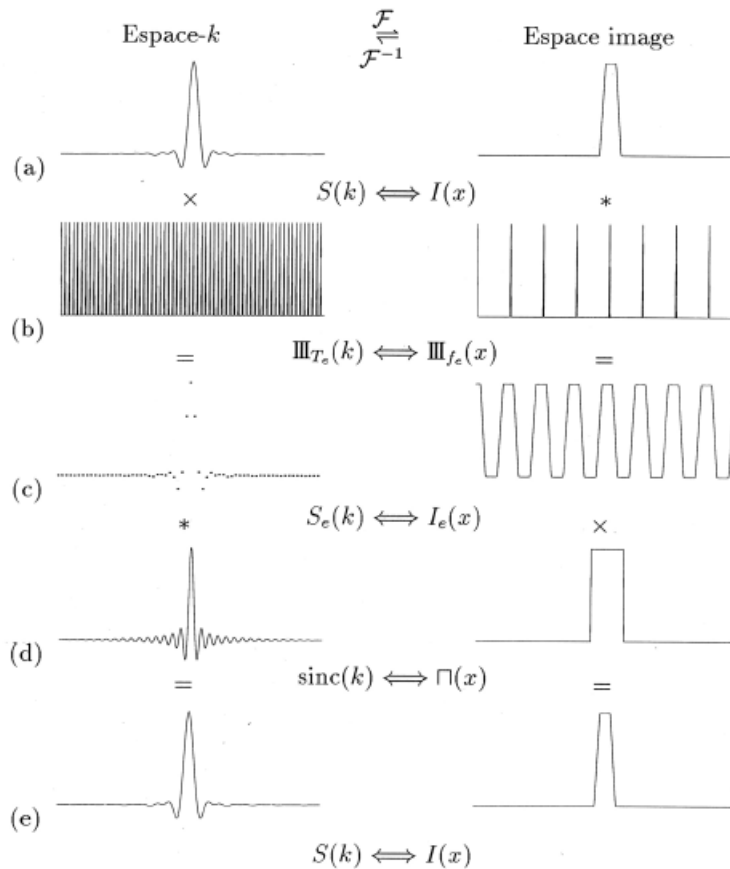 Espace-k ℱ ⇌ ℱ⁻¹ Espace image
(a)
S(k) ⟺ I(x)
× *
(b)
Ш_{T_e}(k) ⟺ Ш_{f_e}(x)
= =
(c)
S_e(k) ⟺ I_e(x)
* ×
(d)
sinc(k) ⟺ ⊓(x)
= =
(e)
S(k) ⟺ I(x)